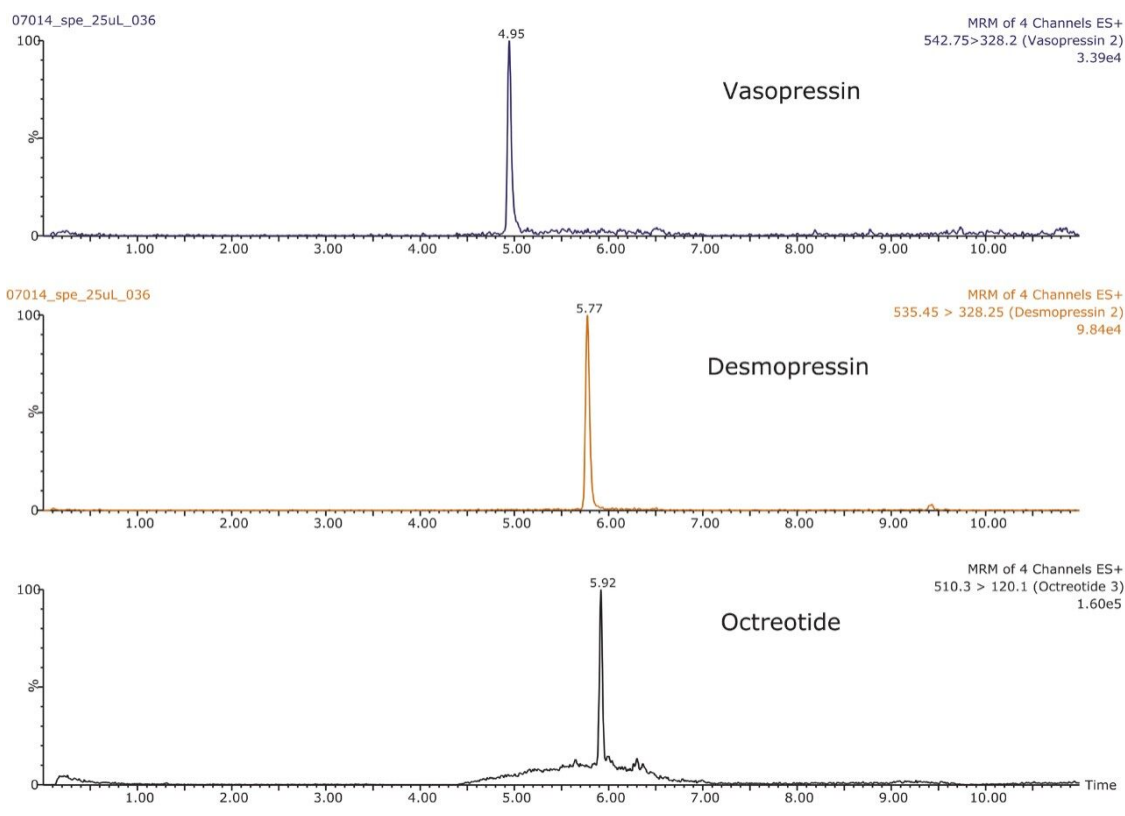 07014_spe_25uL_036
MRM of 4 Channels ES+
542.75>328.2 (Vasopressin 2)
3.39e4
100
4.95
Vasopressin
%
0
1.00 2.00 3.00 4.00 5.00 6.00 7.00 8.00 9.00 10.00
07014_spe_25uL_036
MRM of 4 Channels ES+
535.45 > 328.25 (Desmopressin 2)
9.84e4
100
5.77
Desmopressin
%
0
1.00 2.00 3.00 4.00 5.00 6.00 7.00 8.00 9.00 10.00
MRM of 4 Channels ES+
510.3 > 120.1 (Octreotide 3)
1.60e5
100
5.92
Octreotide
%
0
Time
1.00 2.00 3.00 4.00 5.00 6.00 7.00 8.00 9.00 10.00